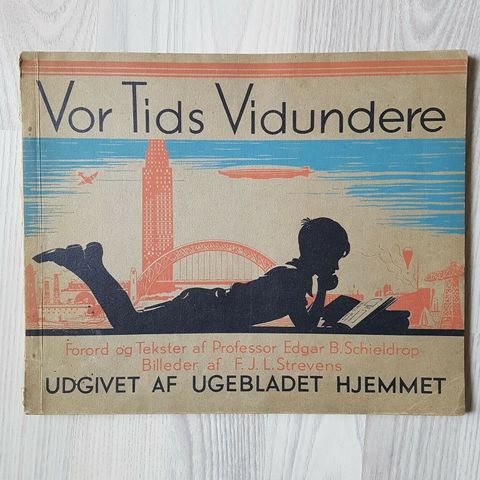 Vor Tids Vidundere
Forord og Tekster af Professor Edgar B. Schieldrop
Billeder af F. J. L. Strevens
UDGIVET AF UGEBLADET HJEMMET